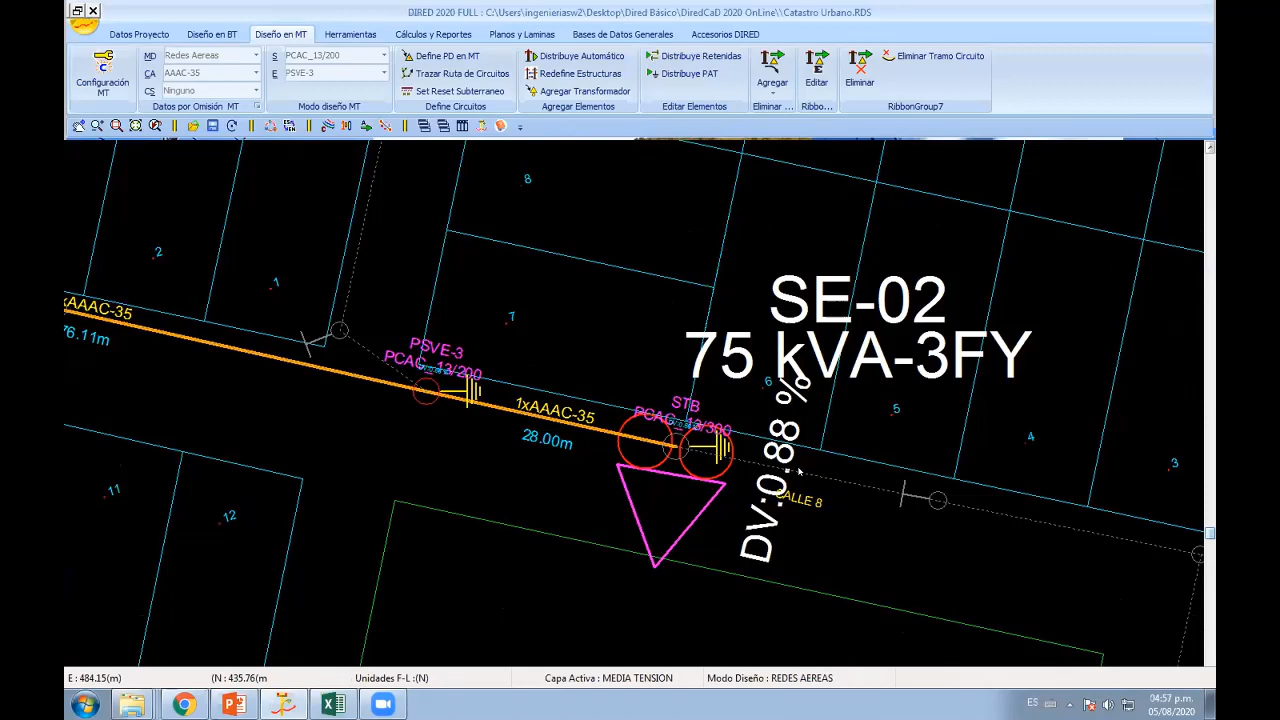 DIRED 2020 FULL : C:\Users\ingenieriasw2\Desktop\Dired Básico\DiredCaD 2020 OnLine\\Catastro Urbano.RDS
Datos Proyecto Diseño en BT Diseño en MT Herramientas Cálculos y Reportes Planos y Laminas Bases de Datos Generales Accesorios DIRED
MD Redes Aereas S PCAC_13/200 Define PD en MT Distribuye Automático Distribuye Retenidas Eliminar Tramo Circuito
CA AAAC-35 E PSVE-3 Trazar Ruta de Circuitos Redefine Estructuras Distribuye PAT
Configuración MT Agregar Editar Eliminar
CS Ninguno Set Reset Subterraneo Agregar Transformador
Datos por Omisión MT Modo diseño MT Define Circuitos Agregar Elementos Editar Elementos Eliminar ... Ribbo... RibbonGroup7
8
2
1
7
SE-02
75 kVA-3FY
xAAAC-35
76.11m
PSVE-3
PCAC_13/200
1xAAAC-35
28.00m
STB
PCAC_13/300
6
5
4
3
DV:0.88 %
CALLE 8
11
12
E : 484.15(m) (N : 435.76(m) Unidades F-L :(N) Capa Activa : MEDIA TENSION Modo Diseño : REDES AEREAS
ES 04:57 p.m.
05/08/2020